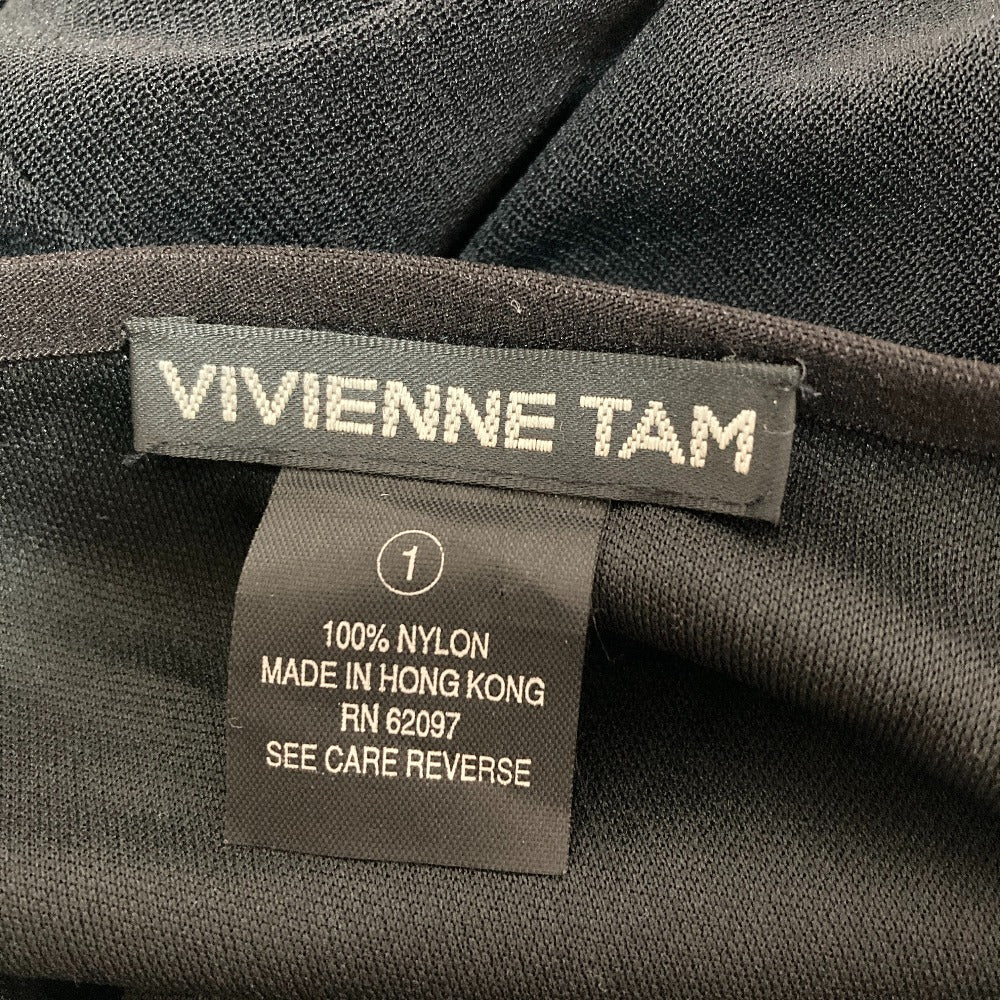 VIVIENNE TAM
1
100% NYLON
MADE IN HONG KONG
RN 62097
SEE CARE REVERSE